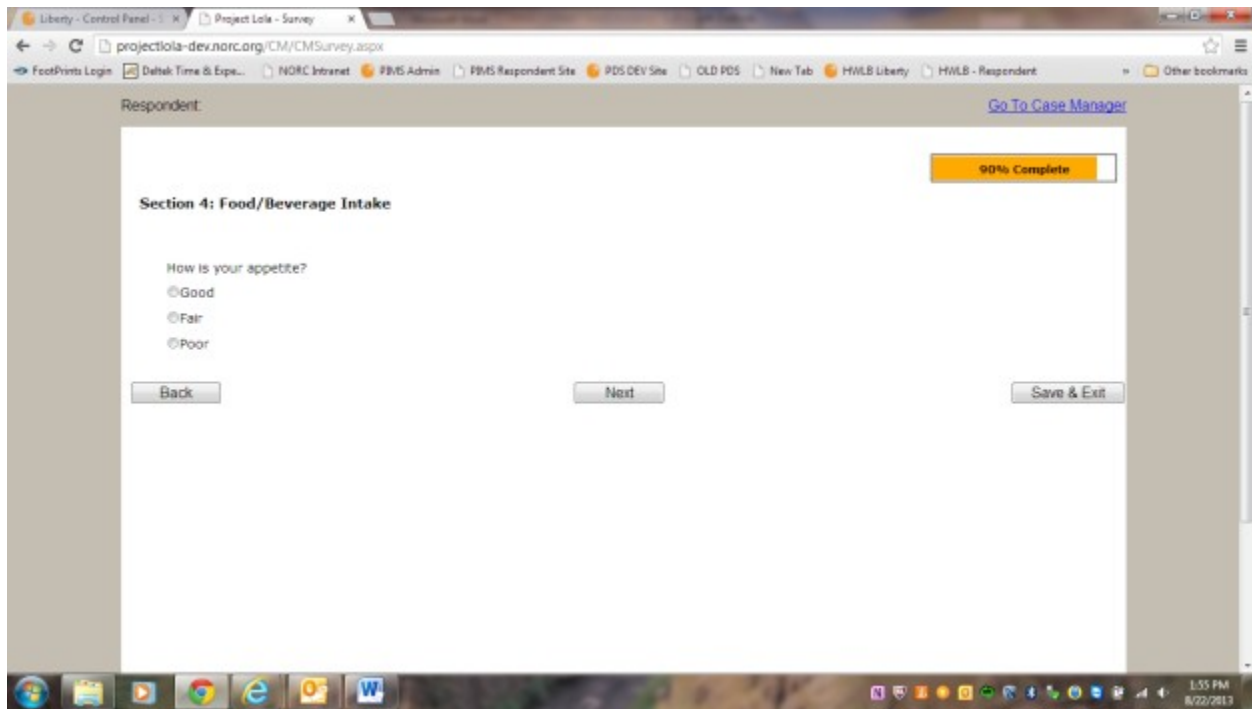 Liberty - Control Panel - S
Project Lola - Survey
projectlola-dev.norc.org/CM/CMSurvey.aspx
FootPrints Login
Deltek Time & Expe...
NORC Intranet
PIMS Admin
PIMS Respondent Site
PDS DEV Site
OLD PDS
New Tab
HWLB Liberty
HWLB - Respondent
»
Other bookmarks
Respondent:
Go To Case Manager
90% Complete
Section 4: Food/Beverage Intake
How is your appetite?
Good
Fair
Poor
Back
Next
Save & Exit
1:55 PM
8/22/2013